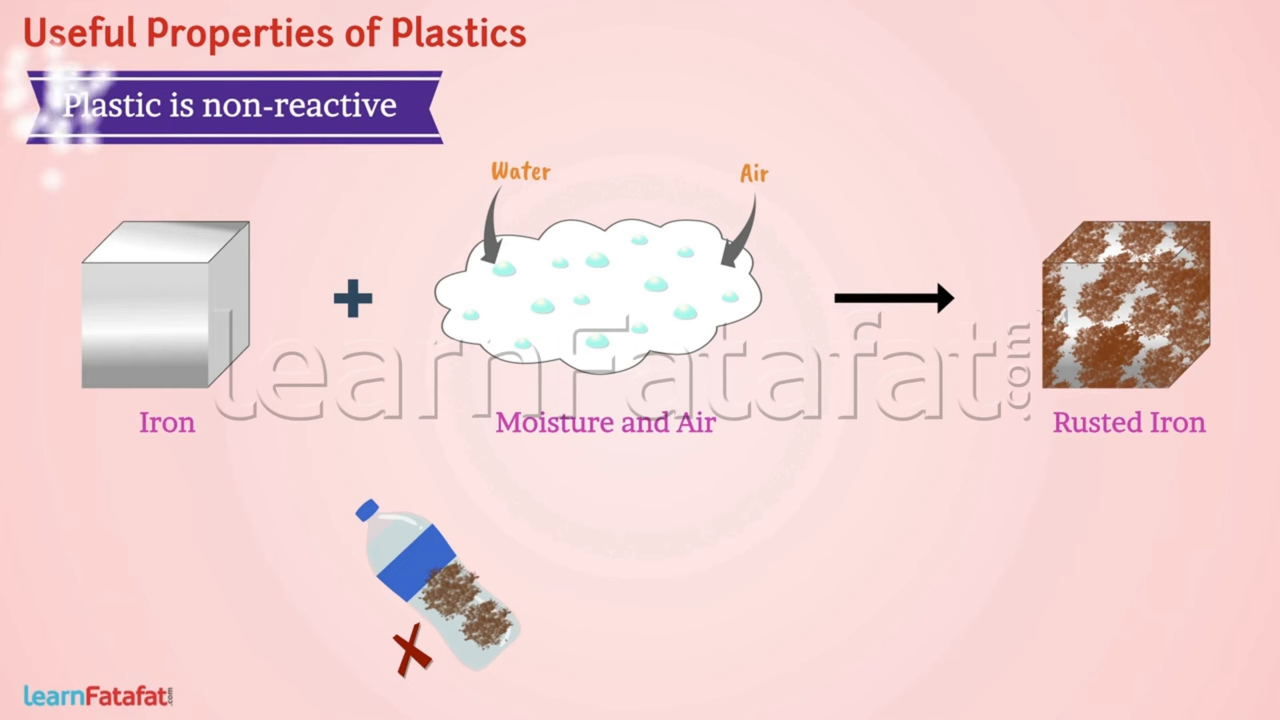 Useful Properties of Plastics
Plastic is non-reactive
Water
Air
learnFatafat.com
Iron
Moisture and Air
Rusted Iron
learnFatafat.com